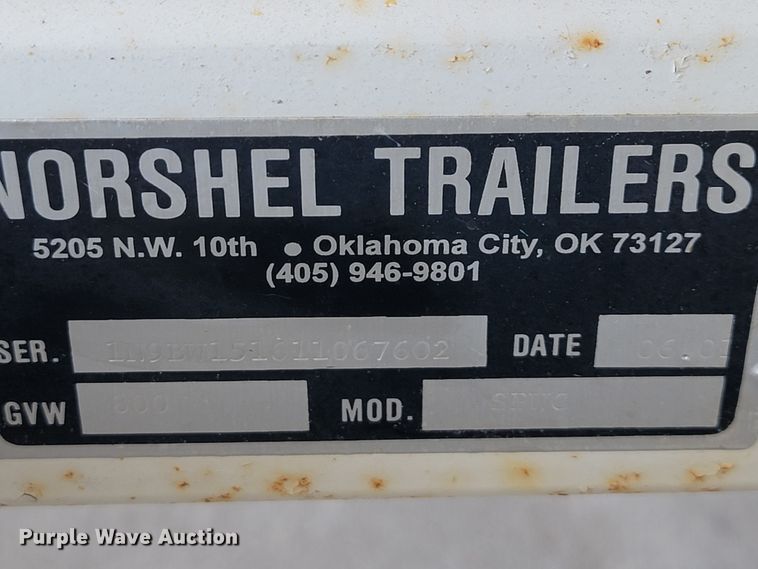 NORSHEL TRAILERS
5205 N.W. 10th • Oklahoma City, OK 73127
(405) 946-9801
SER. DATE
GVW MOD.
Purple Wave Auction